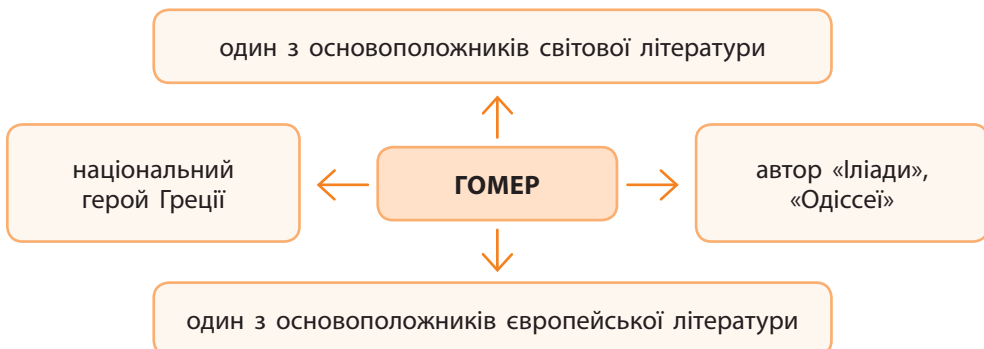 один з основоположників світової літератури
національний
герой Греції
ГОМЕР
автор «Іліади»,
«Одіссеї»
один з основоположників європейської літератури